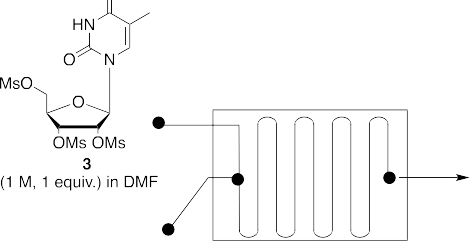 HN
O
N
MsO
O
OMs OMs
3
(1 M, 1 equiv.) in DMF